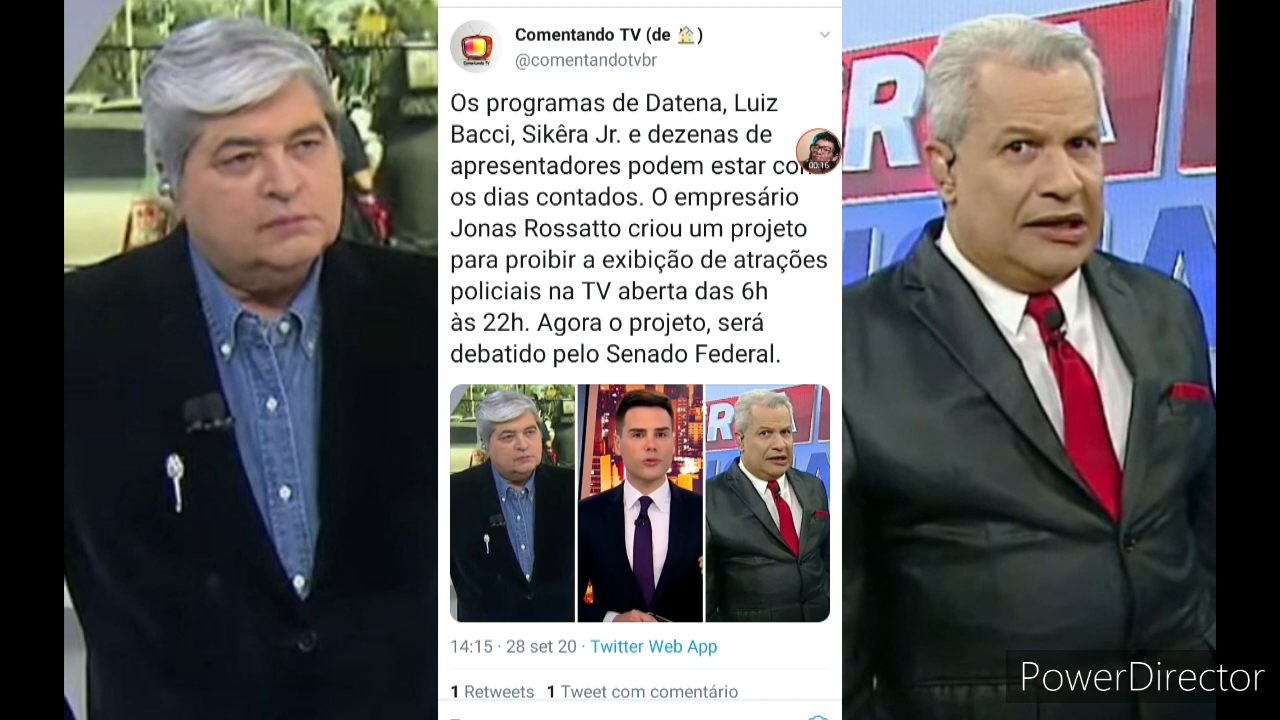 Comentando TV (de 🏠)
@comentandotvbr
Os programas de Datena, Luiz
Bacci, Sikêra Jr. e dezenas de
apresentadores podem estar
os dias contados. O empresário
Jonas Rossatto criou um projeto
para proibir a exibição de atrações
policiais na TV aberta das 6h
às 22h. Agora o projeto, será
debatido pelo Senado Federal.
00:16
14:15 · 28 set 20 · Twitter Web App
1 Retweets 1 Tweet com comentário
PowerDirector